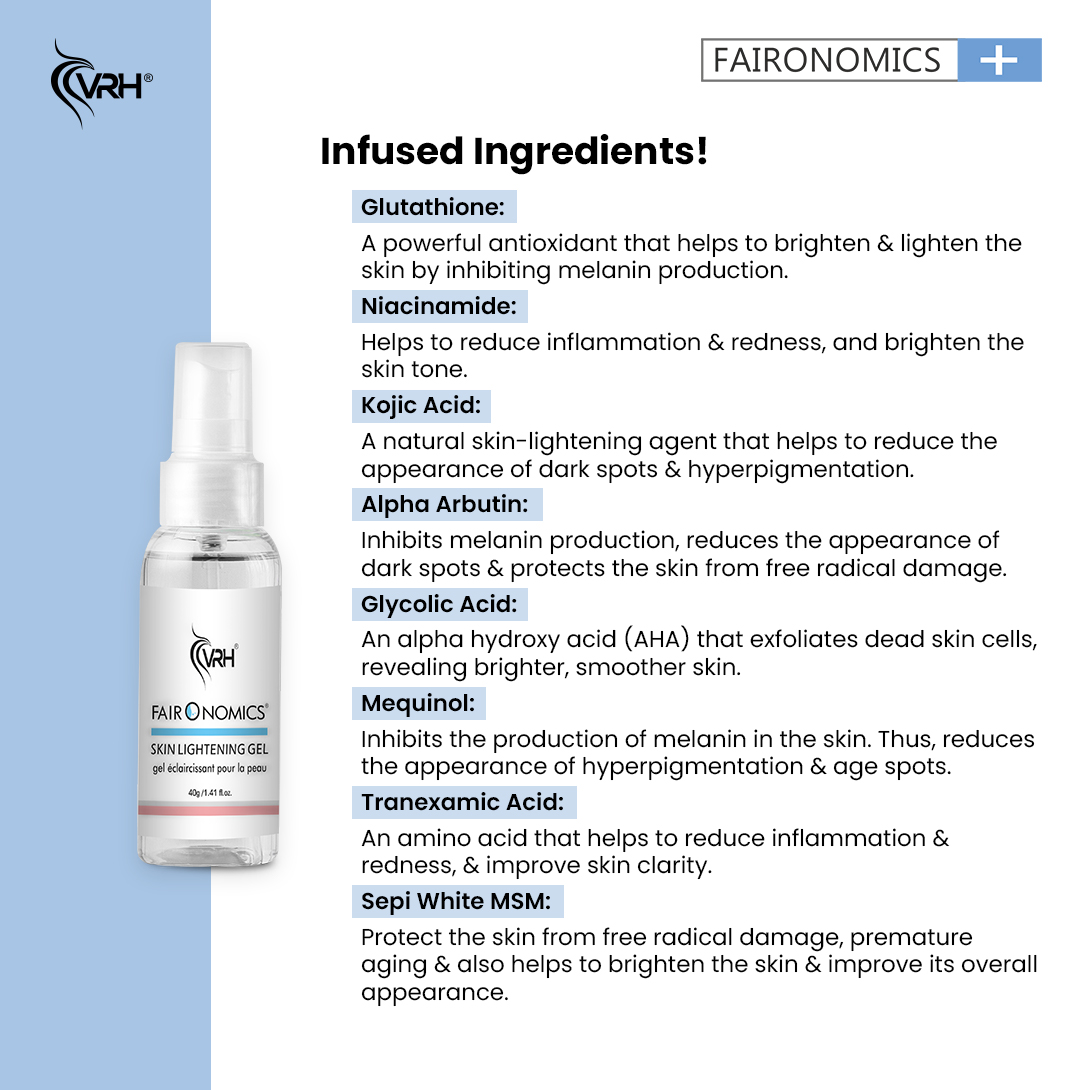 VRH®
FAIRONOMICS +
Infused Ingredients!
Glutathione:
A powerful antioxidant that helps to brighten & lighten the
skin by inhibiting melanin production.
Niacinamide:
Helps to reduce inflammation & redness, and brighten the
skin tone.
Kojic Acid:
A natural skin-lightening agent that helps to reduce the
appearance of dark spots & hyperpigmentation.
Alpha Arbutin:
Inhibits melanin production, reduces the appearance of
dark spots & protects the skin from free radical damage.
Glycolic Acid:
An alpha hydroxy acid (AHA) that exfoliates dead skin cells,
revealing brighter, smoother skin.
Mequinol:
Inhibits the production of melanin in the skin. Thus, reduces
the appearance of hyperpigmentation & age spots.
Tranexamic Acid:
An amino acid that helps to reduce inflammation &
redness, & improve skin clarity.
Sepi White MSM:
Protect the skin from free radical damage, premature
aging & also helps to brighten the skin & improve its overall
appearance.
VRH®
FAIRONOMICS®
SKIN LIGHTENING GEL
gel éclaircissant pour la peau
40g /1.41 fl.oz.